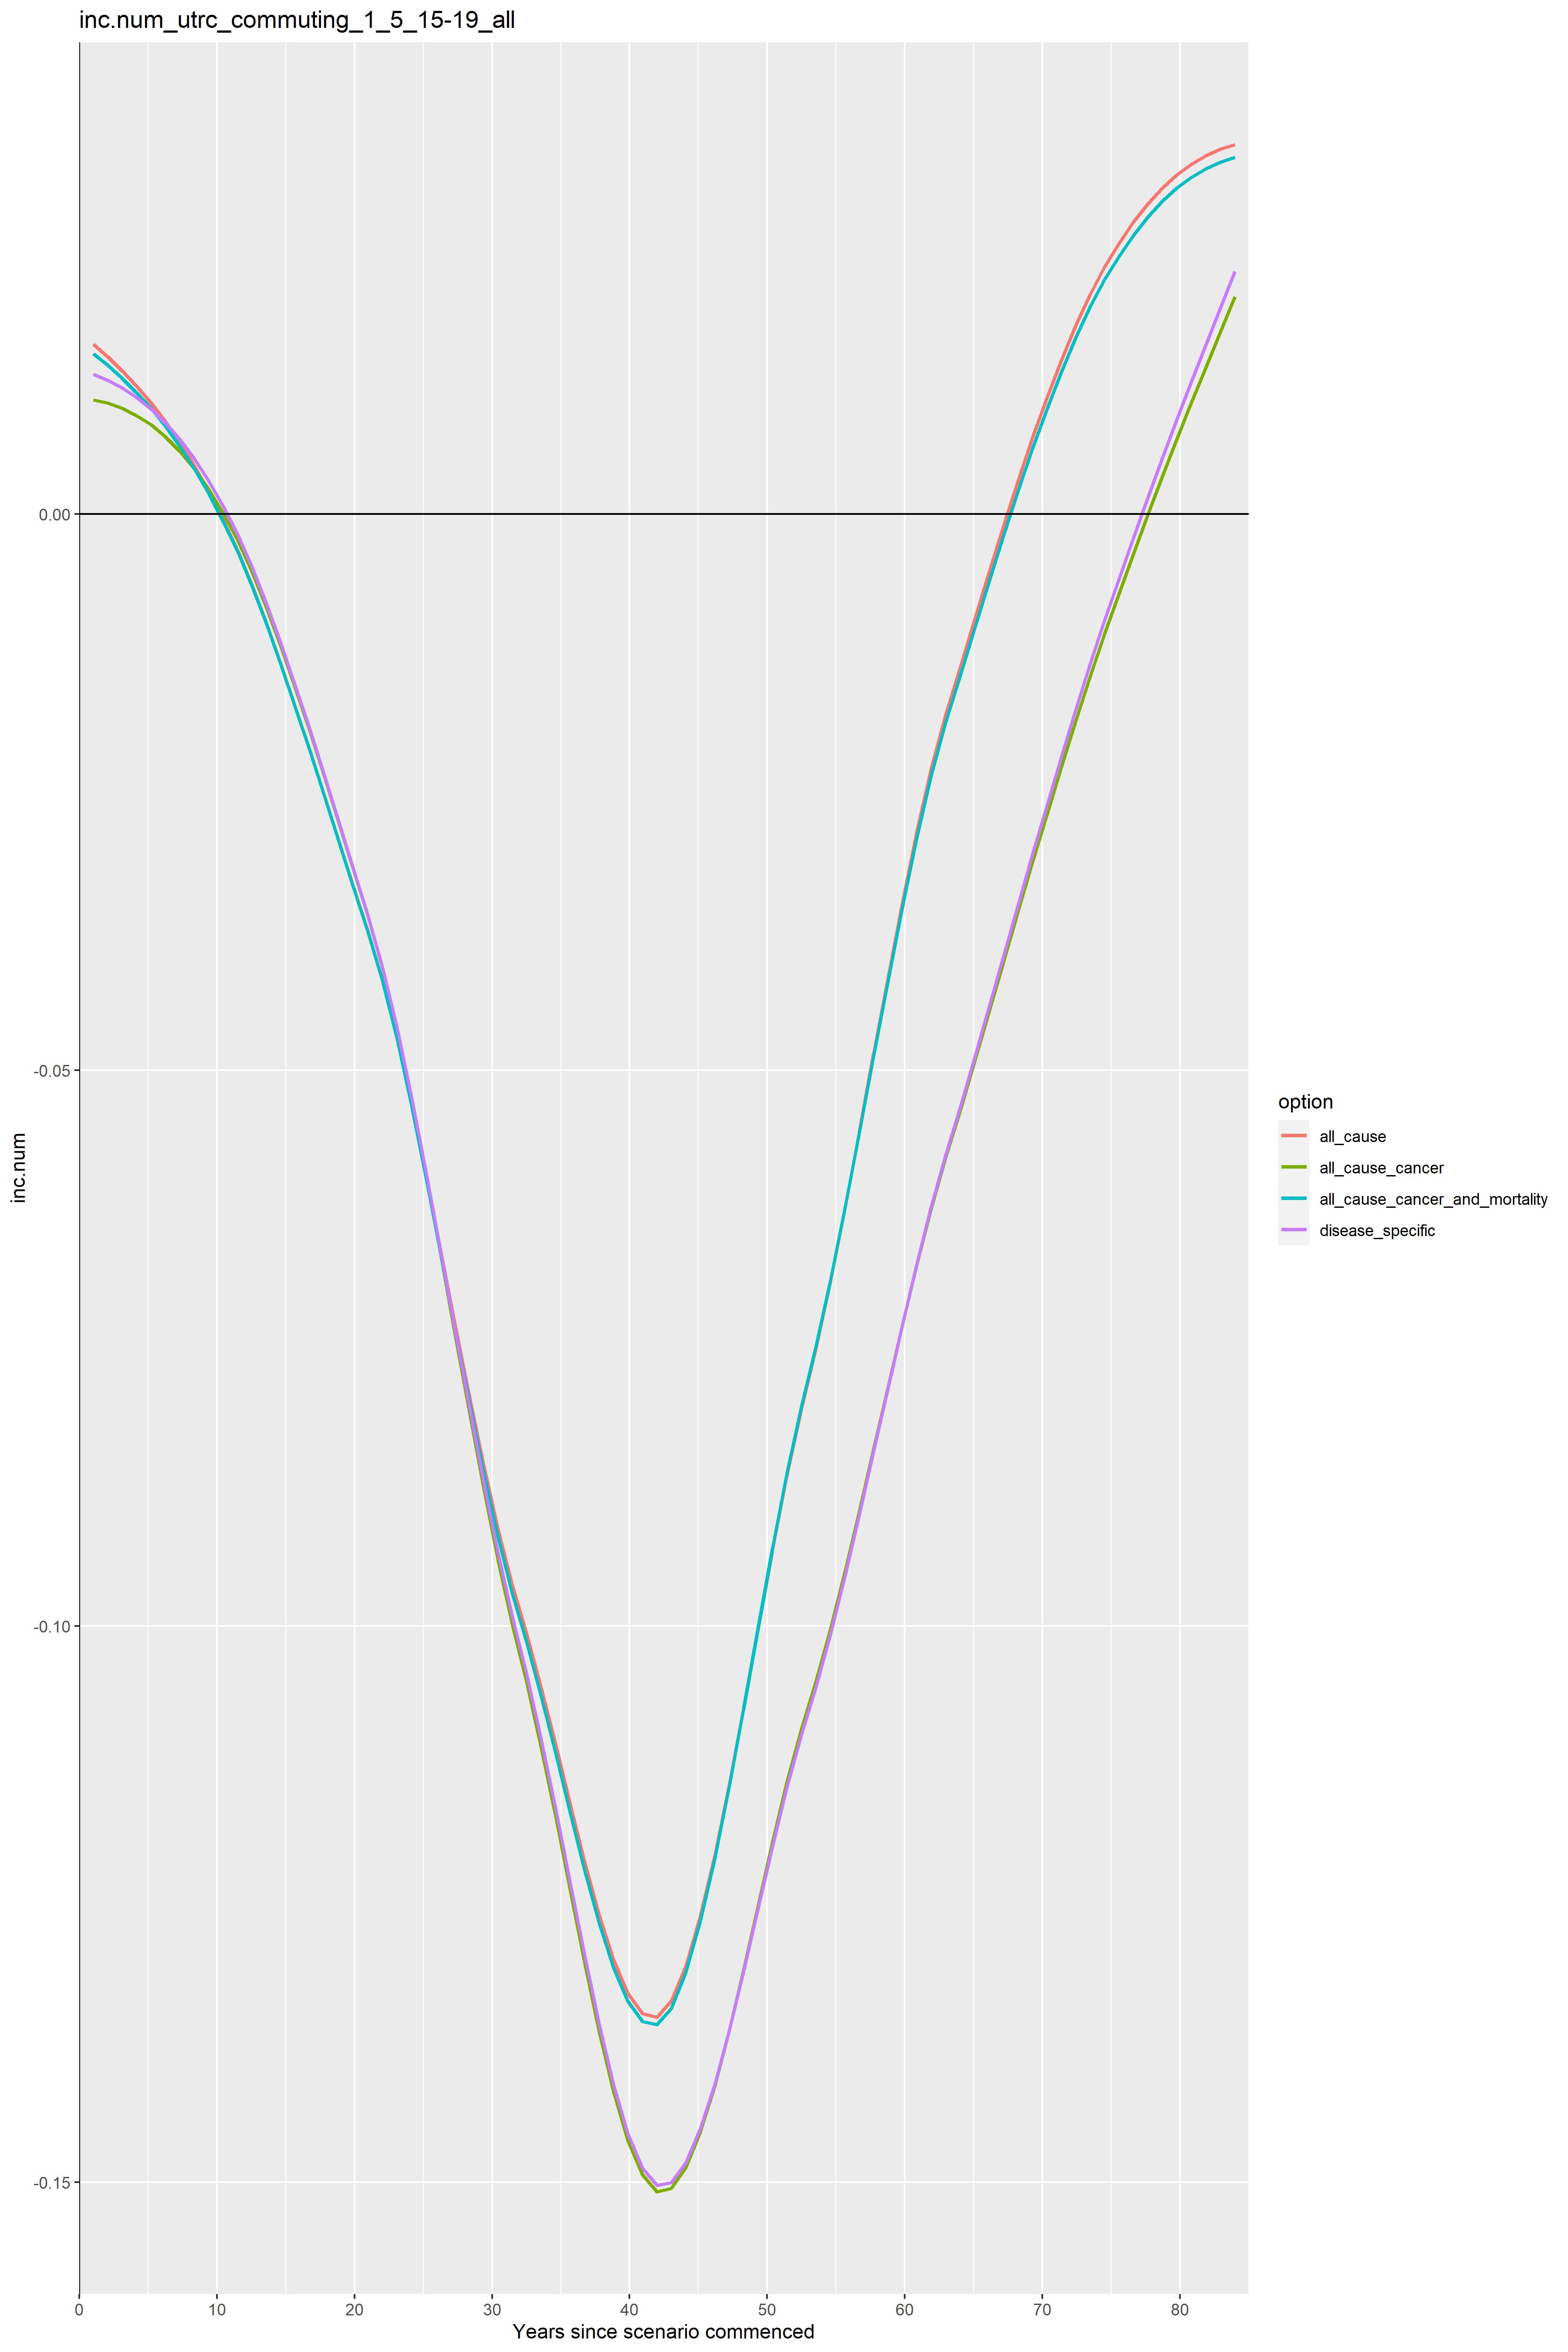 inc.num_utrc_commuting_1_5_15-19_all
0.00
-0.05
-0.10
-0.15
inc.num
0 10 20 30 40 50 60 70 80
Years since scenario commenced
option
all_cause
all_cause_cancer
all_cause_cancer_and_mortality
disease_specific